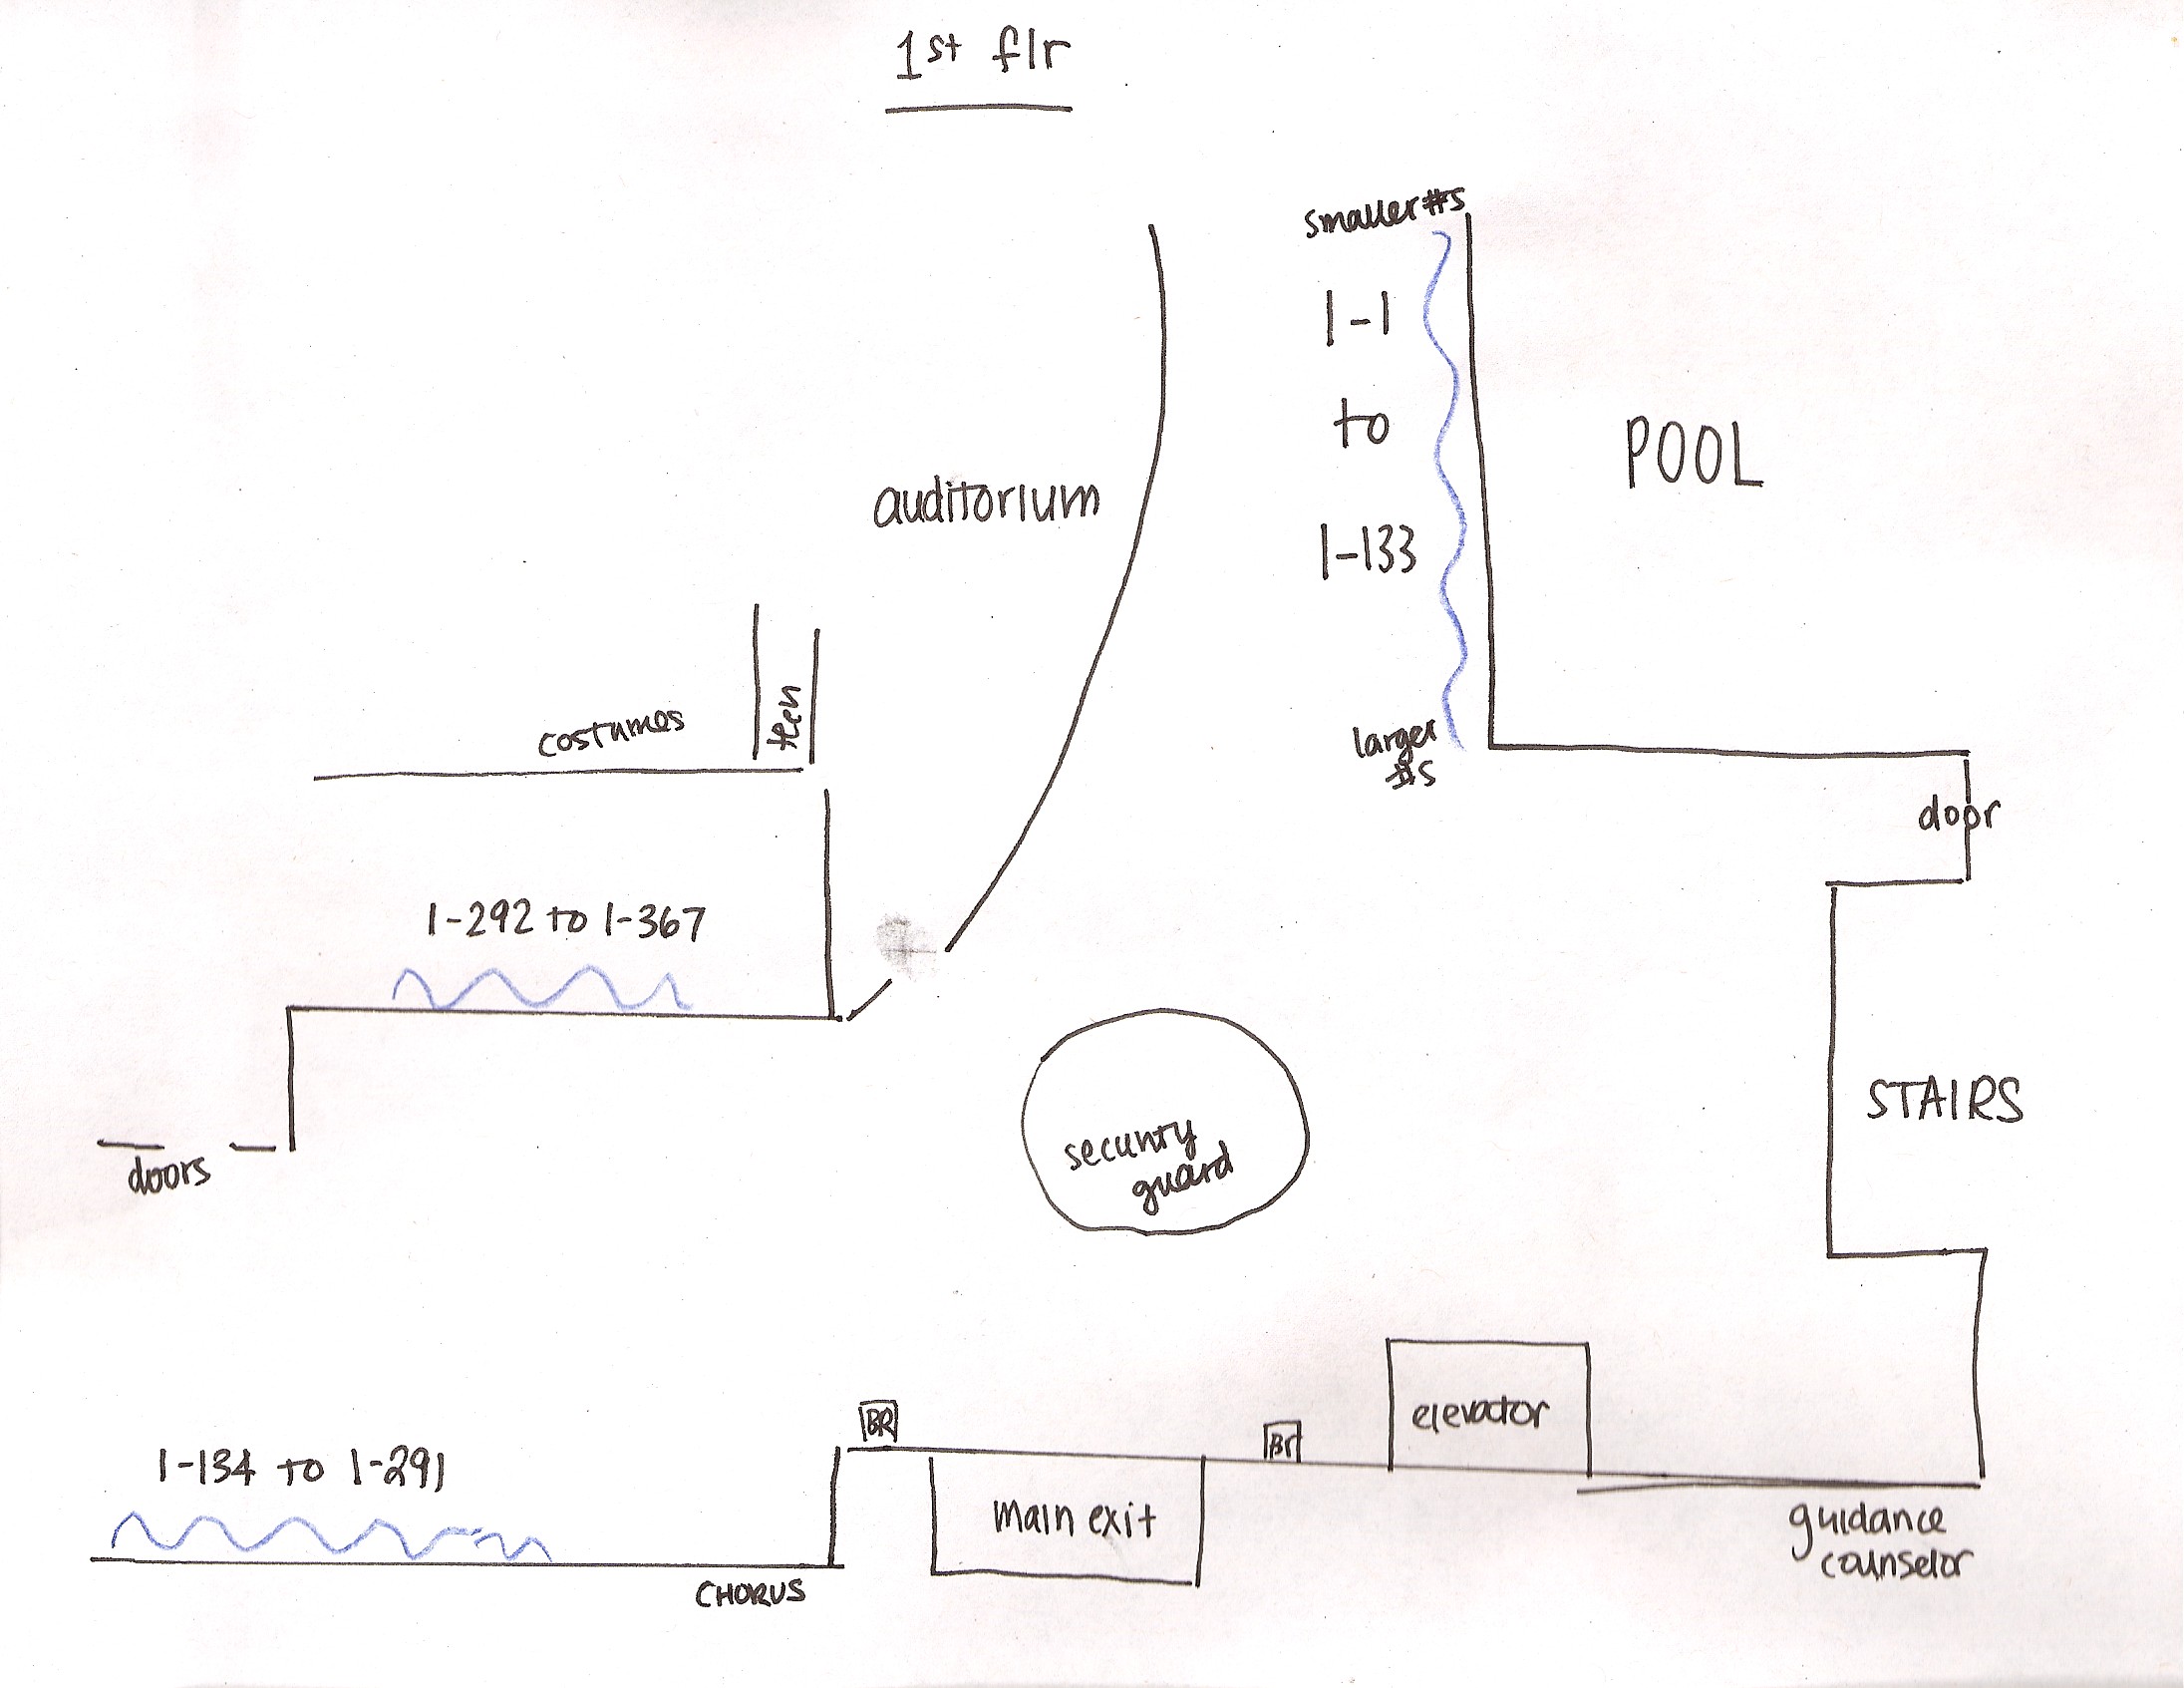 1st flr
smaller #s
1-1
to
1-133
larger
#s
POOL
auditorium
costumes
teen
door
1-292 to 1-367
doors
security
guard
STAIRS
1-134 to 1-291
CHORUS
BR
main exit
Br
elevator
guidance
counselor